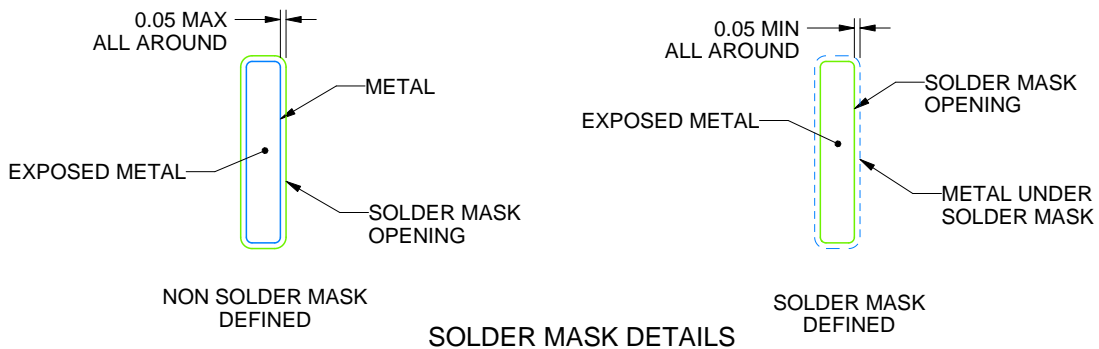 0.05 MAX
ALL AROUND
METAL
EXPOSED METAL
SOLDER MASK
OPENING
NON SOLDER MASK
DEFINED
0.05 MIN
ALL AROUND
SOLDER MASK
OPENING
EXPOSED METAL
METAL UNDER
SOLDER MASK
SOLDER MASK
DEFINED
SOLDER MASK DETAILS